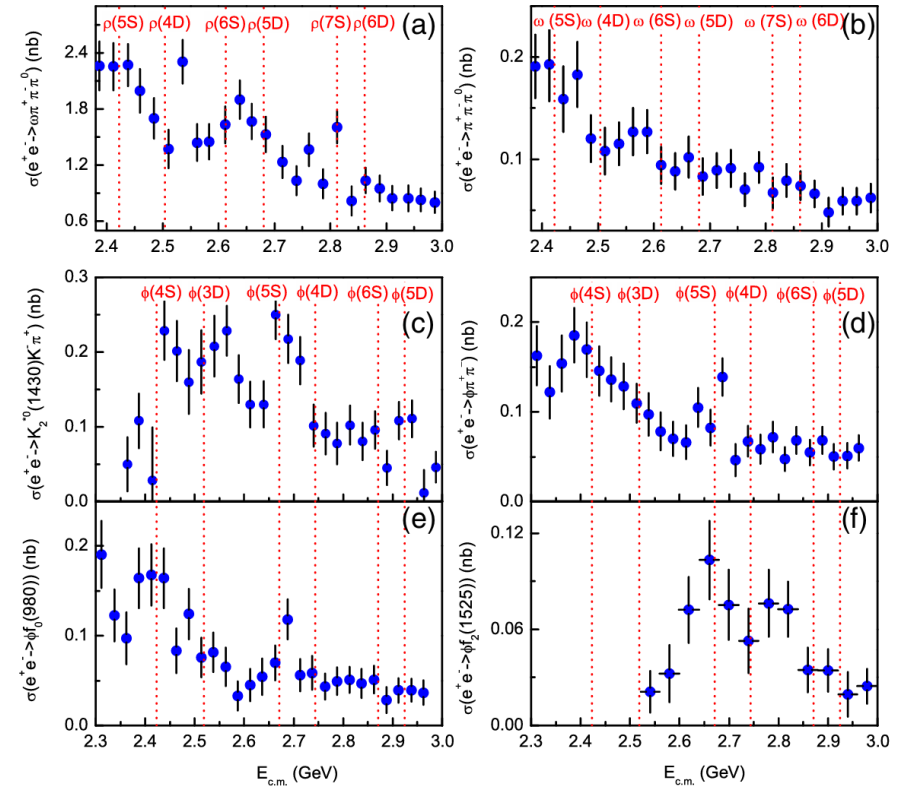 ρ(5S) ρ(4D) ρ(6S) ρ(5D) ρ(7S) ρ(6D)
(a)
2.4
1.8
1.2
0.6
σ(e⁺e⁻->ωπ⁺π⁻π⁰) (nb)
2.4 2.5 2.6 2.7 2.8 2.9 3.0
ω (5S) ω (4D) ω (6S) ω (5D) ω (7S) ω (6D)
(b)
0.2
0.1
σ(e⁺e⁻->π⁺π⁻π⁰) (nb)
2.4 2.5 2.6 2.7 2.8 2.9 3.0
ϕ(4S) ϕ(3D) ϕ(5S) ϕ(4D) ϕ(6S) ϕ(5D)
(c)
0.3
0.2
0.1
0.0
σ(e⁺e⁻->K₂*⁰(1430)K⁻π⁺) (nb)
ϕ(4S) ϕ(3D) ϕ(5S) ϕ(4D) ϕ(6S) ϕ(5D)
(d)
0.2
0.1
0.0
σ(e⁺e⁻->ϕπ⁺π⁻) (nb)
(e)
0.2
0.1
0.0
σ(e⁺e⁻->ϕf₀(980)) (nb)
2.3 2.4 2.5 2.6 2.7 2.8 2.9 3.0
E_c.m. (GeV)
(f)
0.12
0.06
0.00
σ(e⁺e⁻->ϕf₂(1525)) (nb)
2.3 2.4 2.5 2.6 2.7 2.8 2.9 3.0
E_c.m. (GeV)